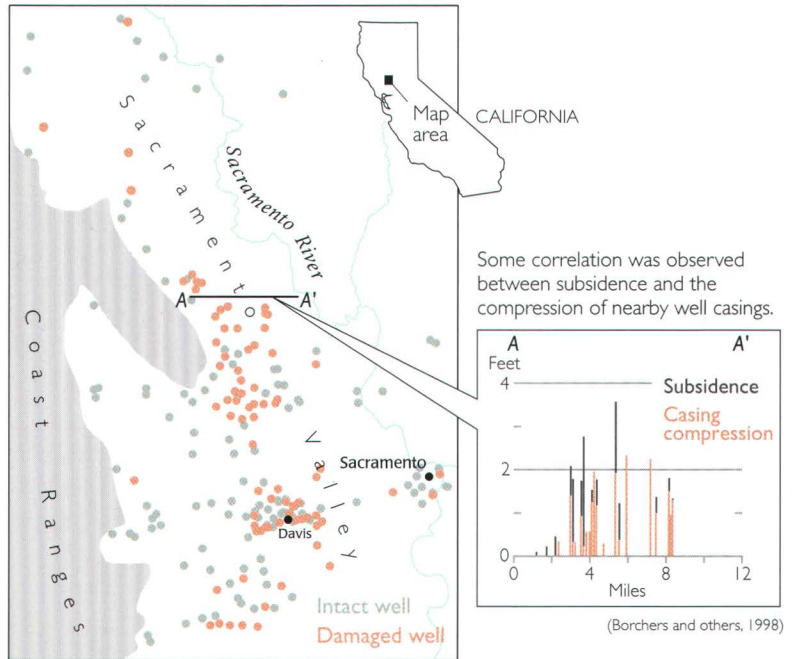 Sacramento
Valley
Sacramento River
Coast Ranges
A
A'
Sacramento
Davis
Intact well
Damaged well
Map
area
CALIFORNIA
Some correlation was observed
between subsidence and the
compression of nearby well casings.
A
A'
Feet
4
2
0
Subsidence
Casing
compression
0
4
8
12
Miles
(Borchers and others, 1998)